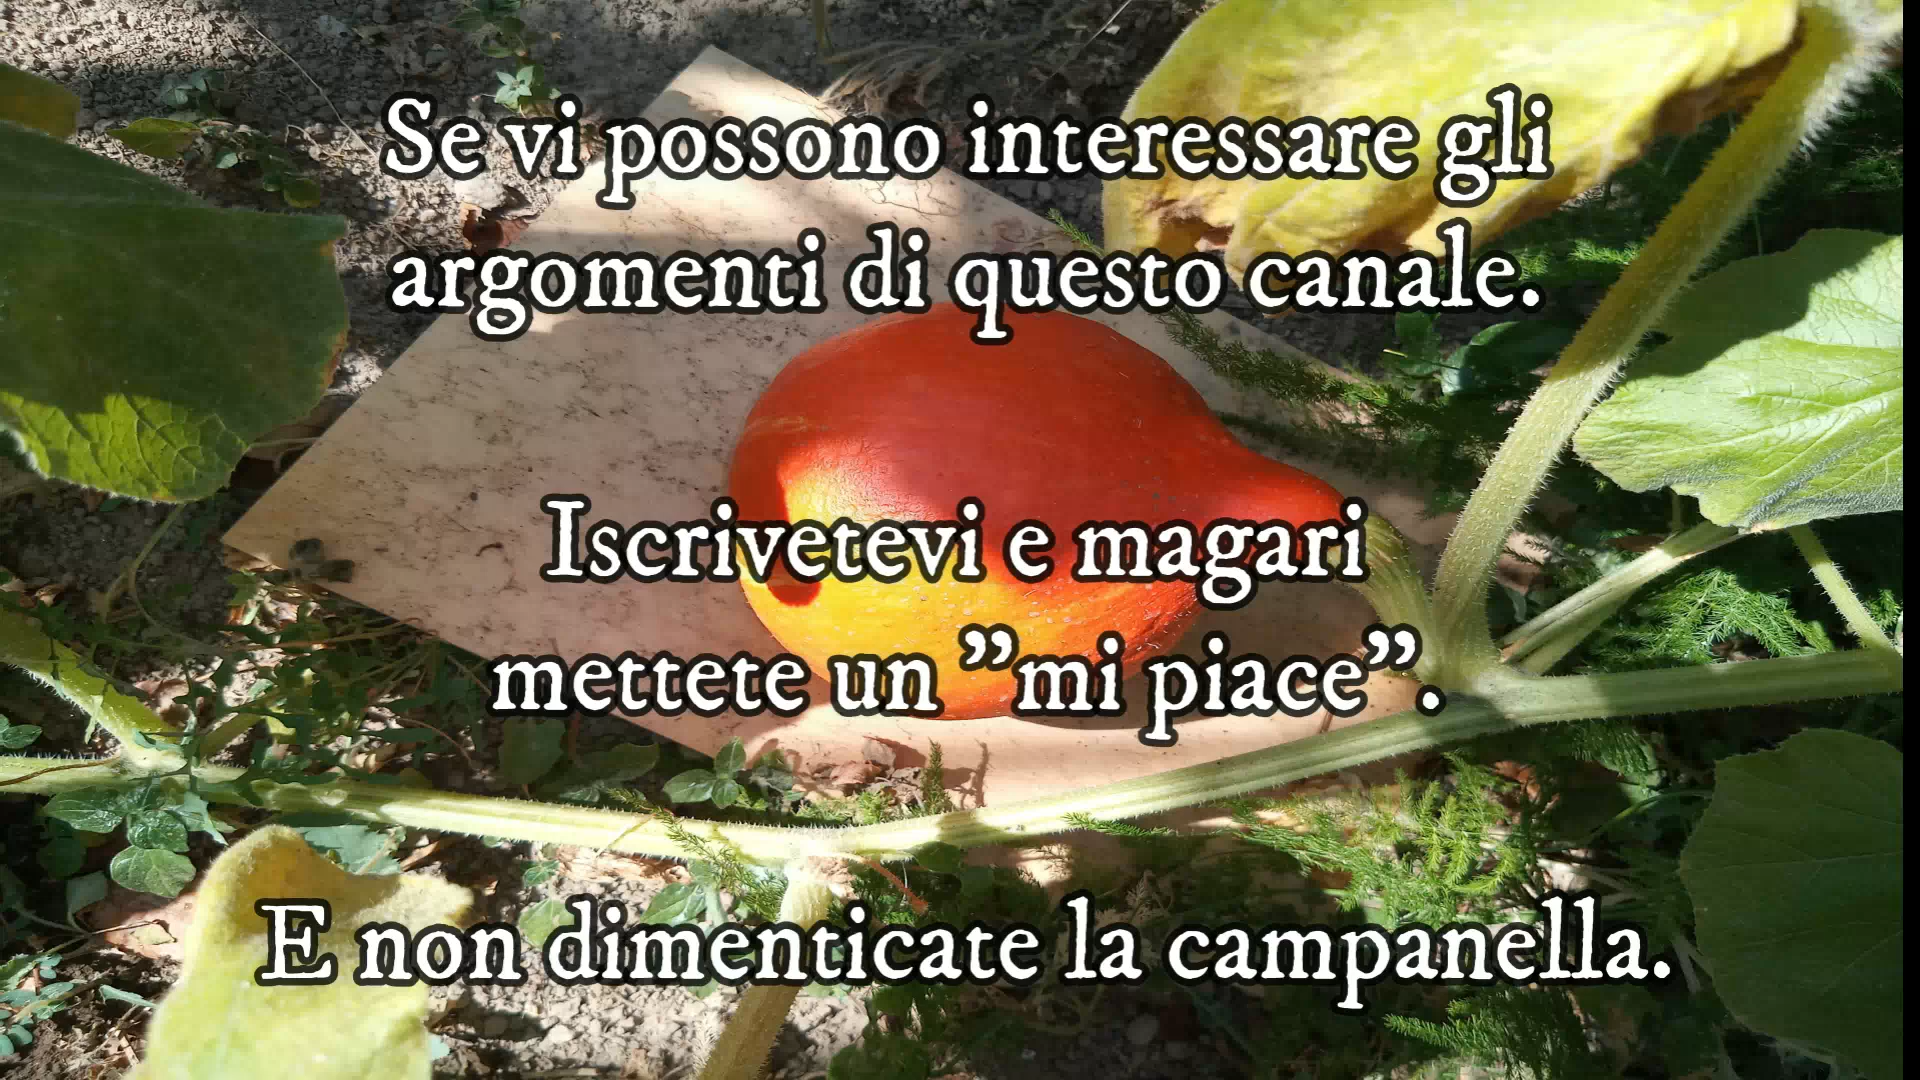 Se vi possono interessare gli
argomenti di questo canale.
Iscrivetevi e magari
mettete un ”mi piace”.
E non dimenticate la campanella.